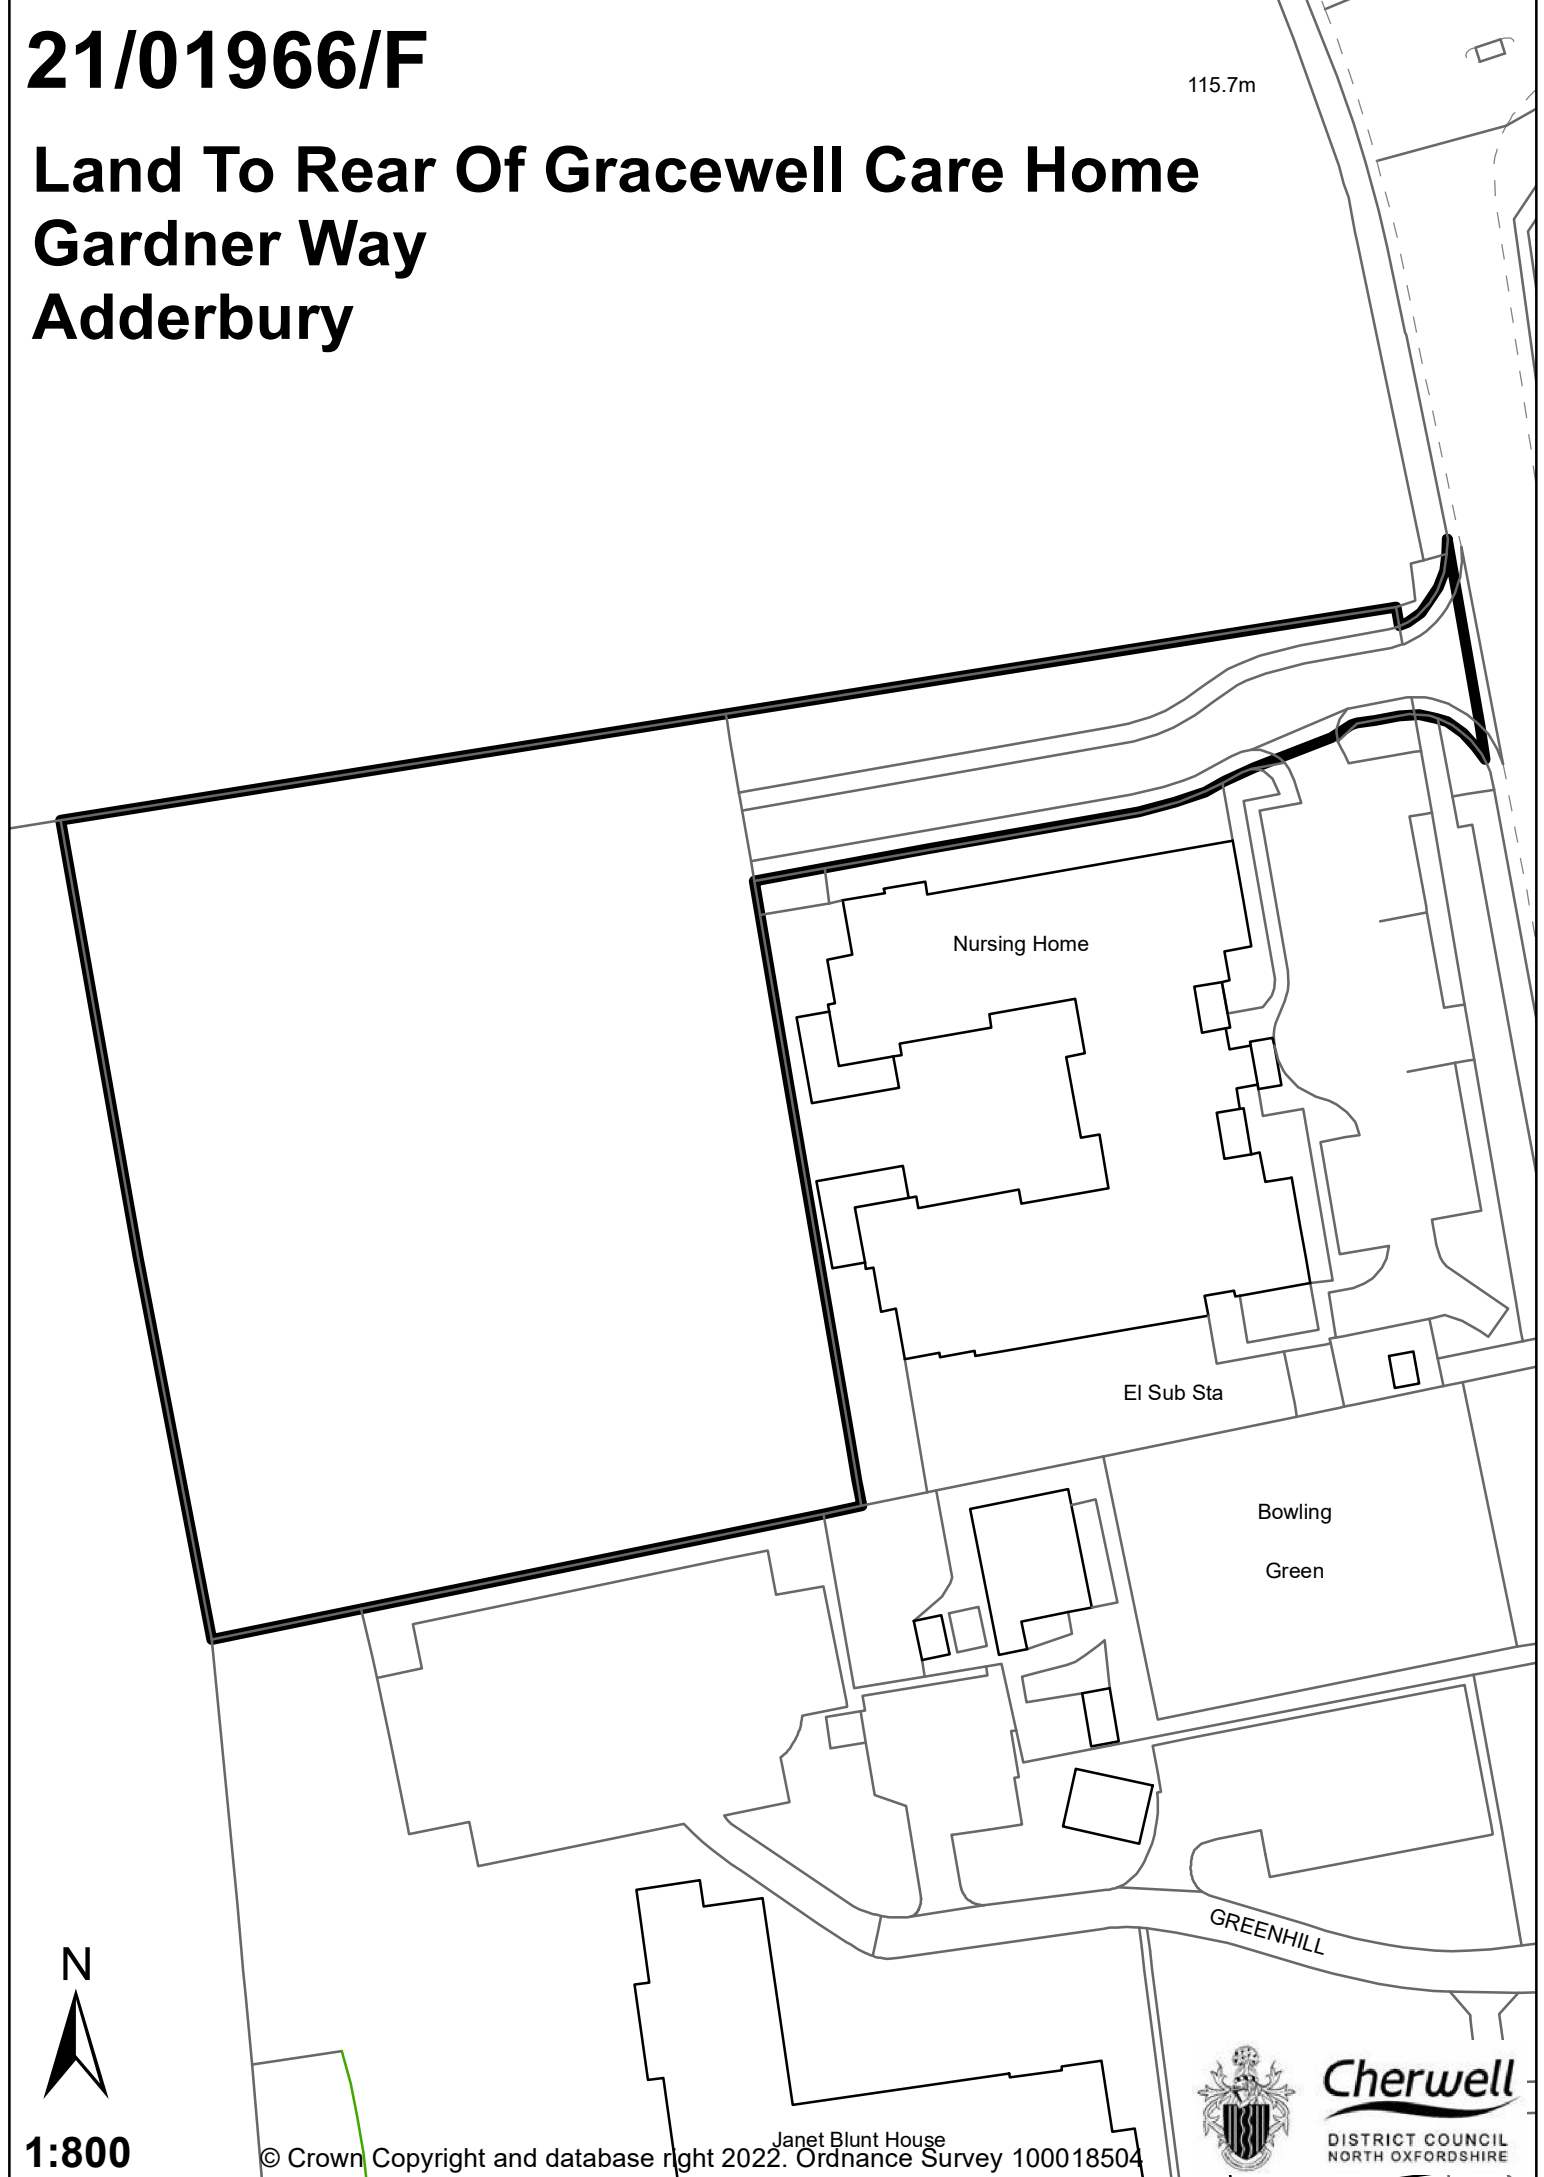 21/01966/F
115.7m
Land To Rear Of Gracewell Care Home
Gardner Way
Adderbury
Nursing Home
El Sub Sta
Bowling
Green
GREENHILL
N
Cherwell
DISTRICT COUNCIL
NORTH OXFORDSHIRE
Janet Blunt House
1:800
© Crown Copyright and database right 2022. Ordnance Survey 100018504